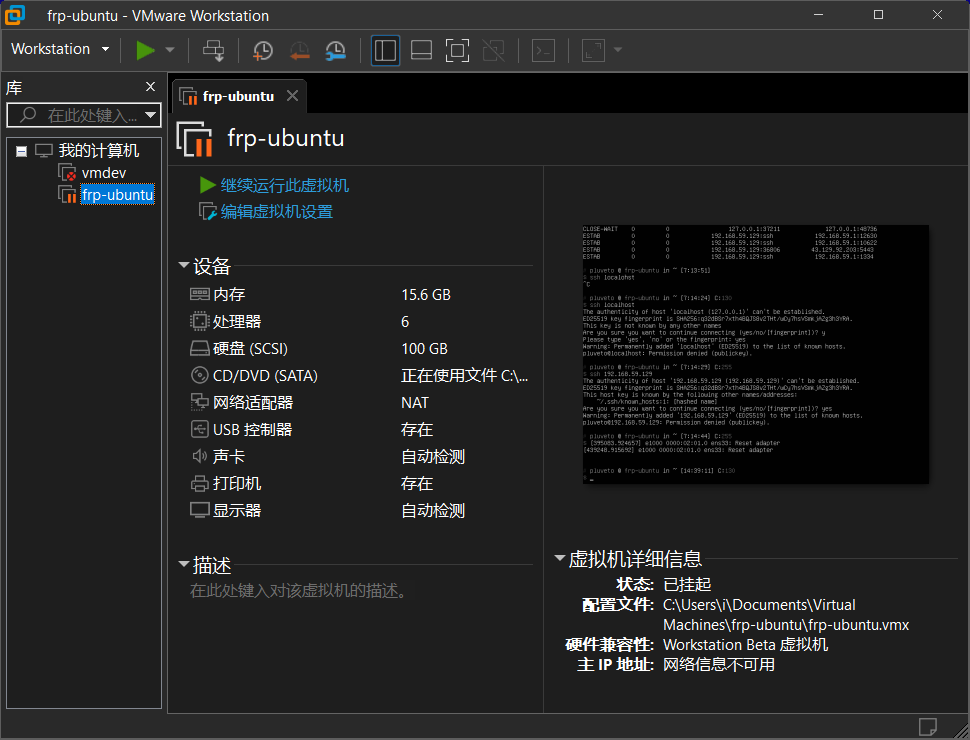 frp-ubuntu - VMware Workstation
Workstation
库
在此处键入...
我的计算机
vmdev
frp-ubuntu
frp-ubuntu
frp-ubuntu
继续运行此虚拟机
编辑虚拟机设置
设备
内存 15.6 GB
处理器 6
硬盘 (SCSI) 100 GB
CD/DVD (SATA) 正在使用文件 C:\...
网络适配器 NAT
USB 控制器 存在
声卡 自动检测
打印机 存在
显示器 自动检测
描述
在此处键入对该虚拟机的描述。
CLOSE-WAIT 0 0 127.0.0.1:37211 127.0.0.1:48736
ESTAB 0 0 192.168.59.129:ssh 192.168.59.1:12630
ESTAB 0 0 192.168.59.129:ssh 192.168.59.1:10622
ESTAB 0 0 192.168.59.129:36806 43.129.92.203:5443
ESTAB 0 0 192.168.59.129:ssh 192.168.59.1:1334
# pluveto @ frp-ubuntu in ~ [7:13:51]
$ ssh localohst
^C
# pluveto @ frp-ubuntu in ~ [7:14:24] C:130
$ ssh localhost
The authenticity of host 'localhost (127.0.0.1)' can't be established.
ED25519 key fingerprint is
This key is not known by any other names
Are you sure you want to continue connecting (yes/no/[fingerprint])? y
Please type 'yes', 'no' or the fingerprint: yes
Warning: Permanently added 'localhost' (ED25519) to the list of known hosts.
pluveto@localhost: Permission denied (publickey).
# pluveto @ frp-ubuntu in ~ [7:14:29] C:255
$ ssh 192.168.59.129
The authenticity of host '192.168.59.129 (192.168.59.129)' can't be established.
ED25519 key fingerprint is
This host key is known by the following other names/addresses:
~/.ssh/known_hosts:1: [hashed name]
Are you sure you want to continue connecting (yes/no/[fingerprint])? yes
Warning: Permanently added '192.168.59.129' (ED25519) to the list of known hosts.
pluveto@192.168.59.129: Permission denied (publickey).
# pluveto @ frp-ubuntu in ~ [7:14:44] C:255
$ [395083.924657] e1000 0000:02:01.0 ens33: Reset adapter
[439248.915692] e1000 0000:02:01.0 ens33: Reset adapter
# pluveto @ frp-ubuntu in ~ [14:39:11] C:130
$ _
虚拟机详细信息
状态: 已挂起
配置文件: C:\Users\i\Documents\Virtual
Machines\frp-ubuntu\frp-ubuntu.vmx
硬件兼容性: Workstation Beta 虚拟机
主 IP 地址: 网络信息不可用